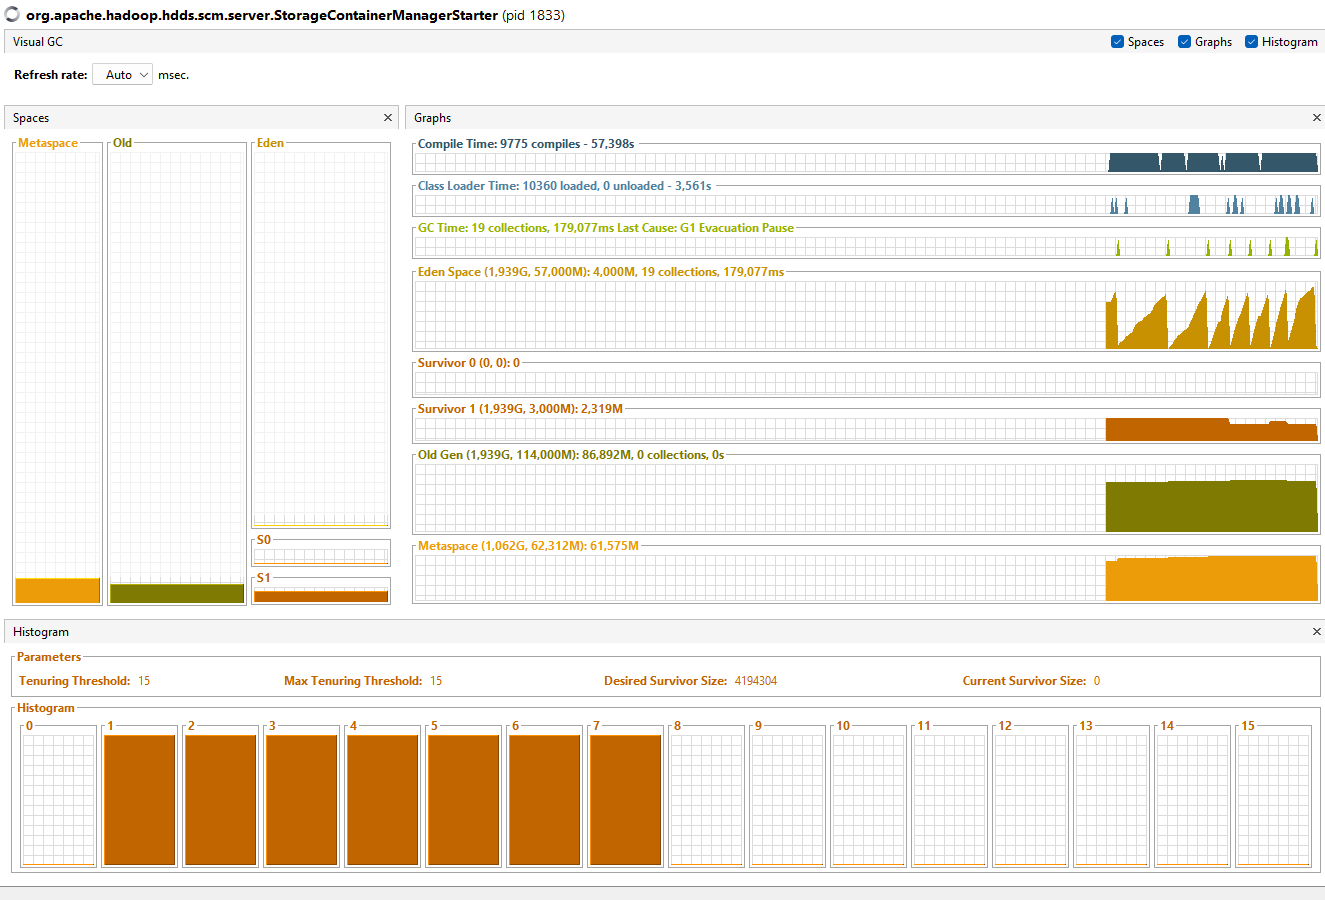 org.apache.hadoop.hdds.scm.server.StorageContainerManagerStarter (pid 1833)
Visual GC
Spaces
Graphs
Histogram
Refresh rate: Auto msec.
Spaces
Metaspace
Old
Eden
S0
S1
Graphs
Compile Time: 9775 compiles - 57,398s
Class Loader Time: 10360 loaded, 0 unloaded - 3,561s
GC Time: 19 collections, 179,077ms Last Cause: G1 Evacuation Pause
Eden Space (1,939G, 57,000M): 4,000M, 19 collections, 179,077ms
Survivor 0 (0, 0): 0
Survivor 1 (1,939G, 3,000M): 2,319M
Old Gen (1,939G, 114,000M): 86,892M, 0 collections, 0s
Metaspace (1,062G, 62,312M): 61,575M
Histogram
Parameters
Tenuring Threshold: 15
Max Tenuring Threshold: 15
Desired Survivor Size: 4194304
Current Survivor Size: 0
Histogram
0
1
2
3
4
5
6
7
8
9
10
11
12
13
14
15